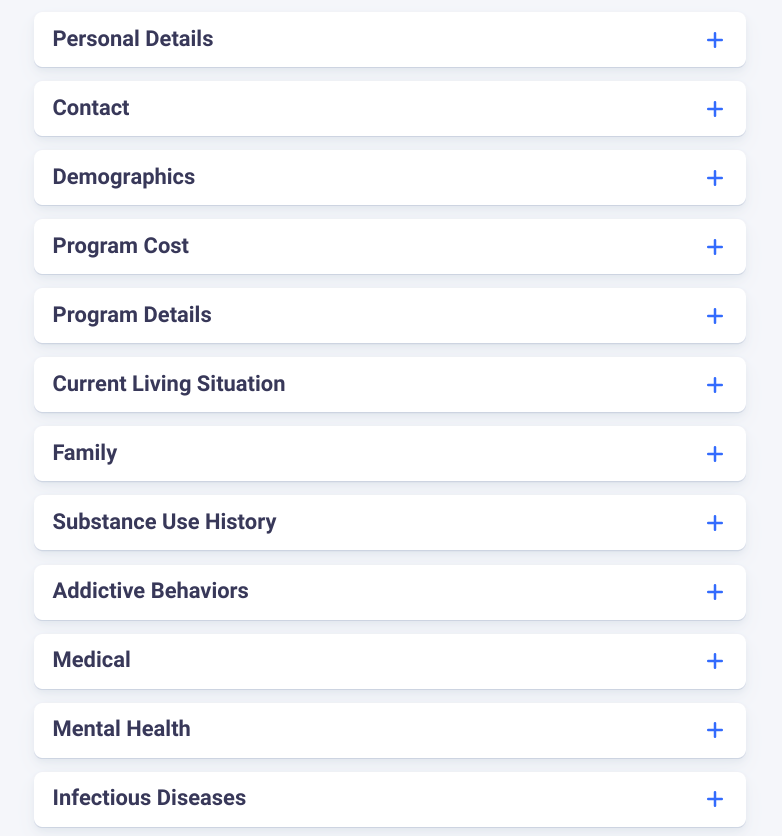 Personal Details
Contact
Demographics
Program Cost
Program Details
Current Living Situation
Family
Substance Use History
Addictive Behaviors
Medical
Mental Health
Infectious Diseases